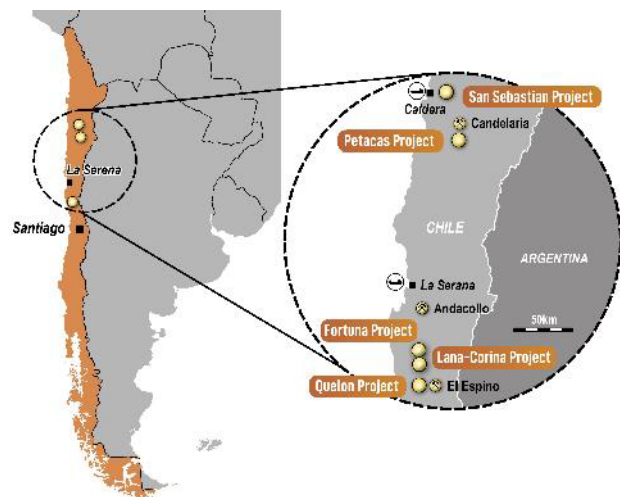 La Serena
Santiago
San Sebastian Project
Caldera
Candelaria
Petacas Project
CHILE
ARGENTINA
La Serana
Andacollo
50km
Fortuna Project
Lana-Corina Project
Quelon Project
El Espino